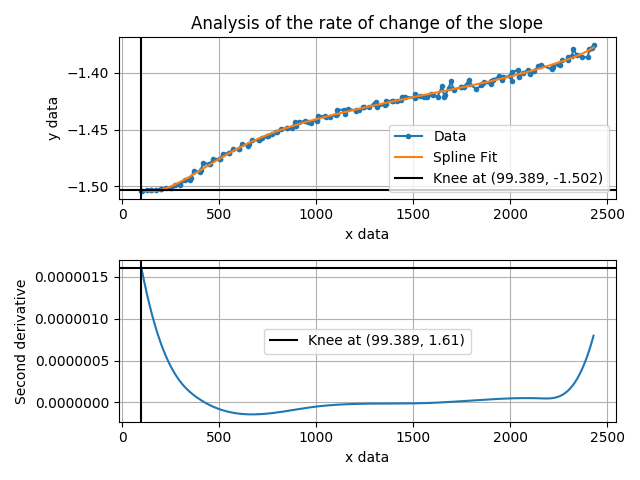 Analysis of the rate of change of the slope
−1.40
−1.45
−1.50
y data
Data
Spline Fit
Knee at (99.389, -1.502)
0
500
1000
1500
2000
2500
x data
0.0000015
0.0000010
0.0000005
0.0000000
Second derivative
Knee at (99.389, 1.61)
0
500
1000
1500
2000
2500
x data